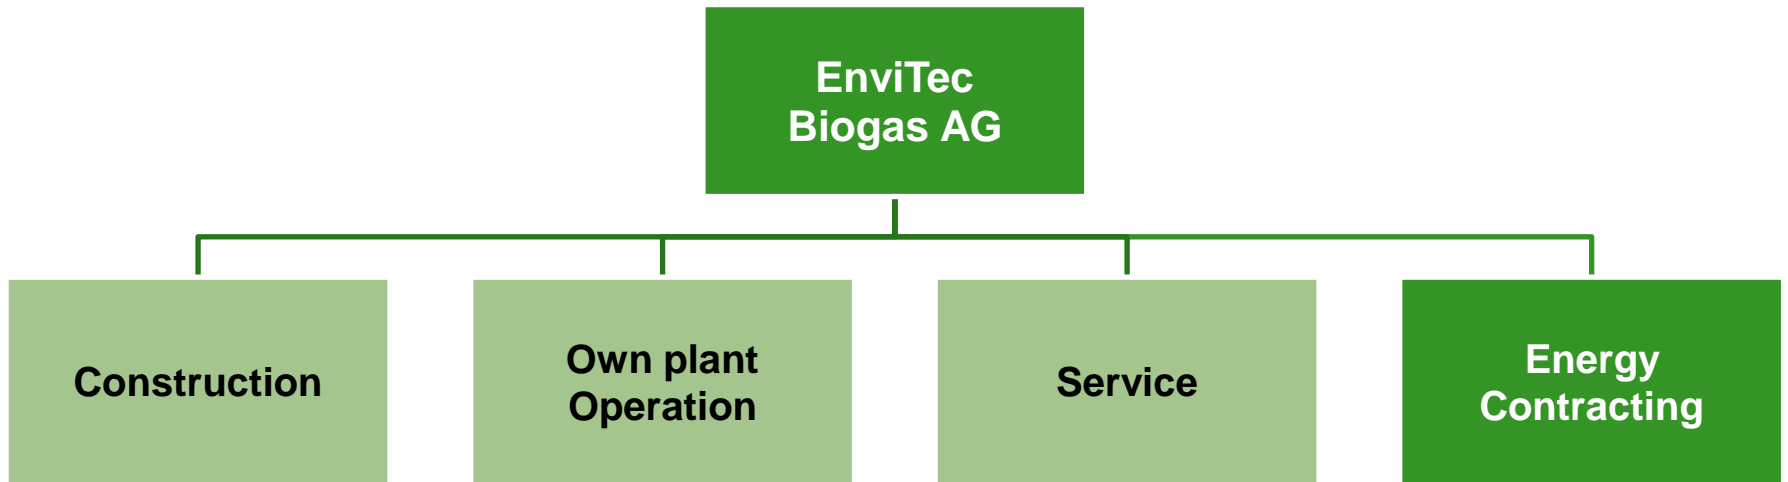 EnviTec
Biogas AG
Construction
Own plant
Operation
Service
Energy
Contracting